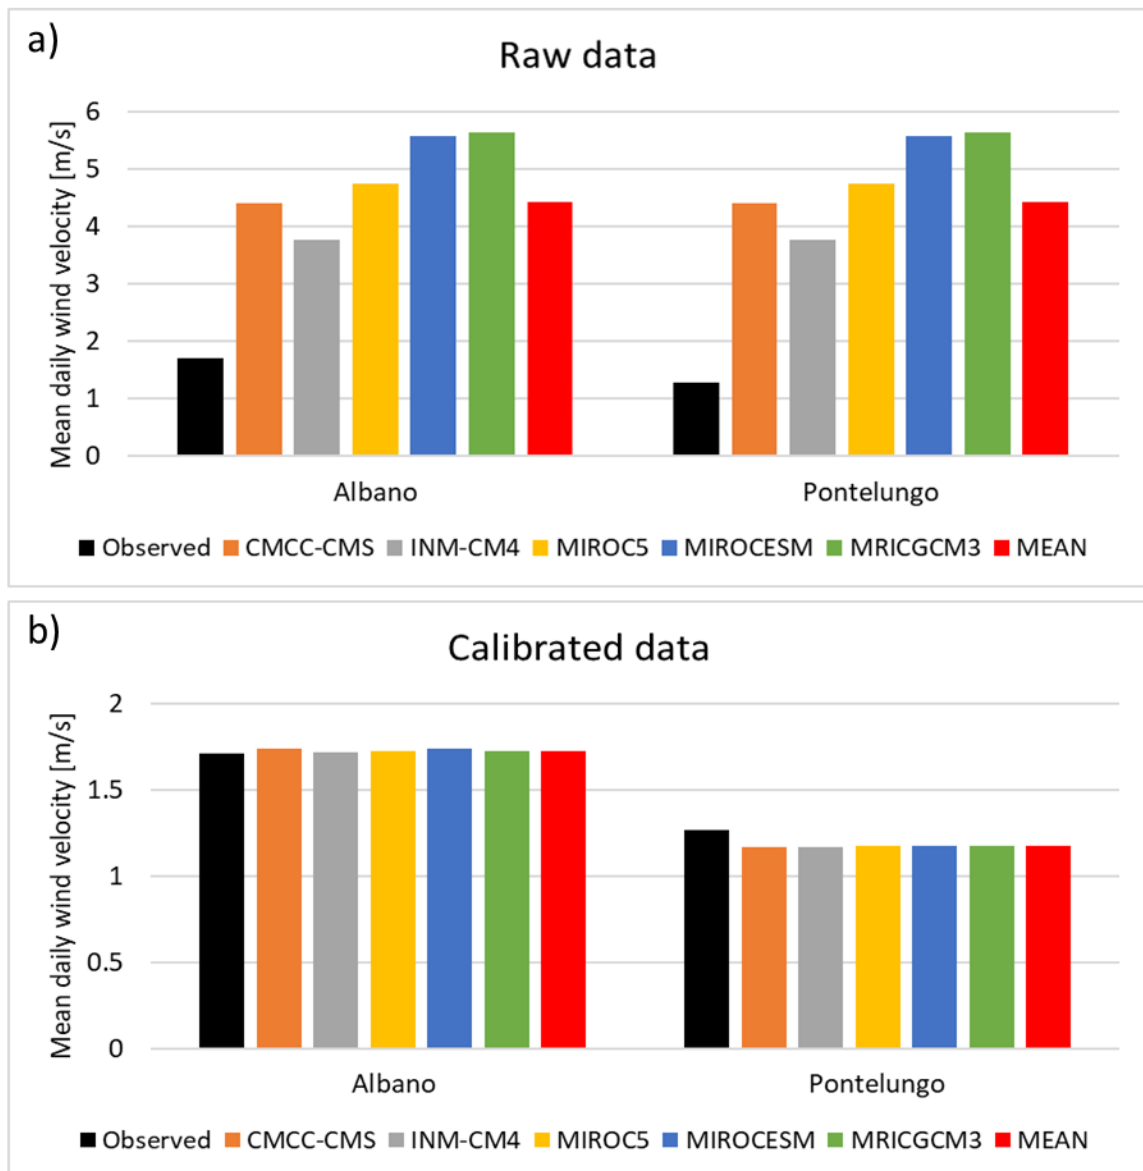 a)
Raw data
Mean daily wind velocity [m/s]
6
5
4
3
2
1
0
Albano Pontelungo
Observed CMCC-CMS INM-CM4 MIROC5 MIROCESM MRICGCM3 MEAN
b)
Calibrated data
Mean daily wind velocity [m/s]
2
1.5
1
0.5
0
Albano Pontelungo
Observed CMCC-CMS INM-CM4 MIROC5 MIROCESM MRICGCM3 MEAN